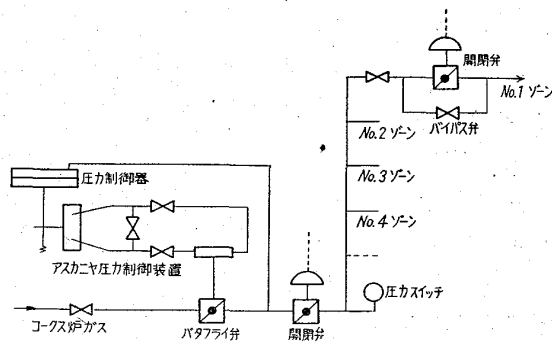 開閉弁
No.1 ゾーン
バイパス弁
No.2 ゾーン
No.3 ゾーン
No.4 ゾーン
圧力制御器
アスカニヤ圧力制御装置
圧力スイッチ
コークス炉ガス
バタフライ弁
開閉弁